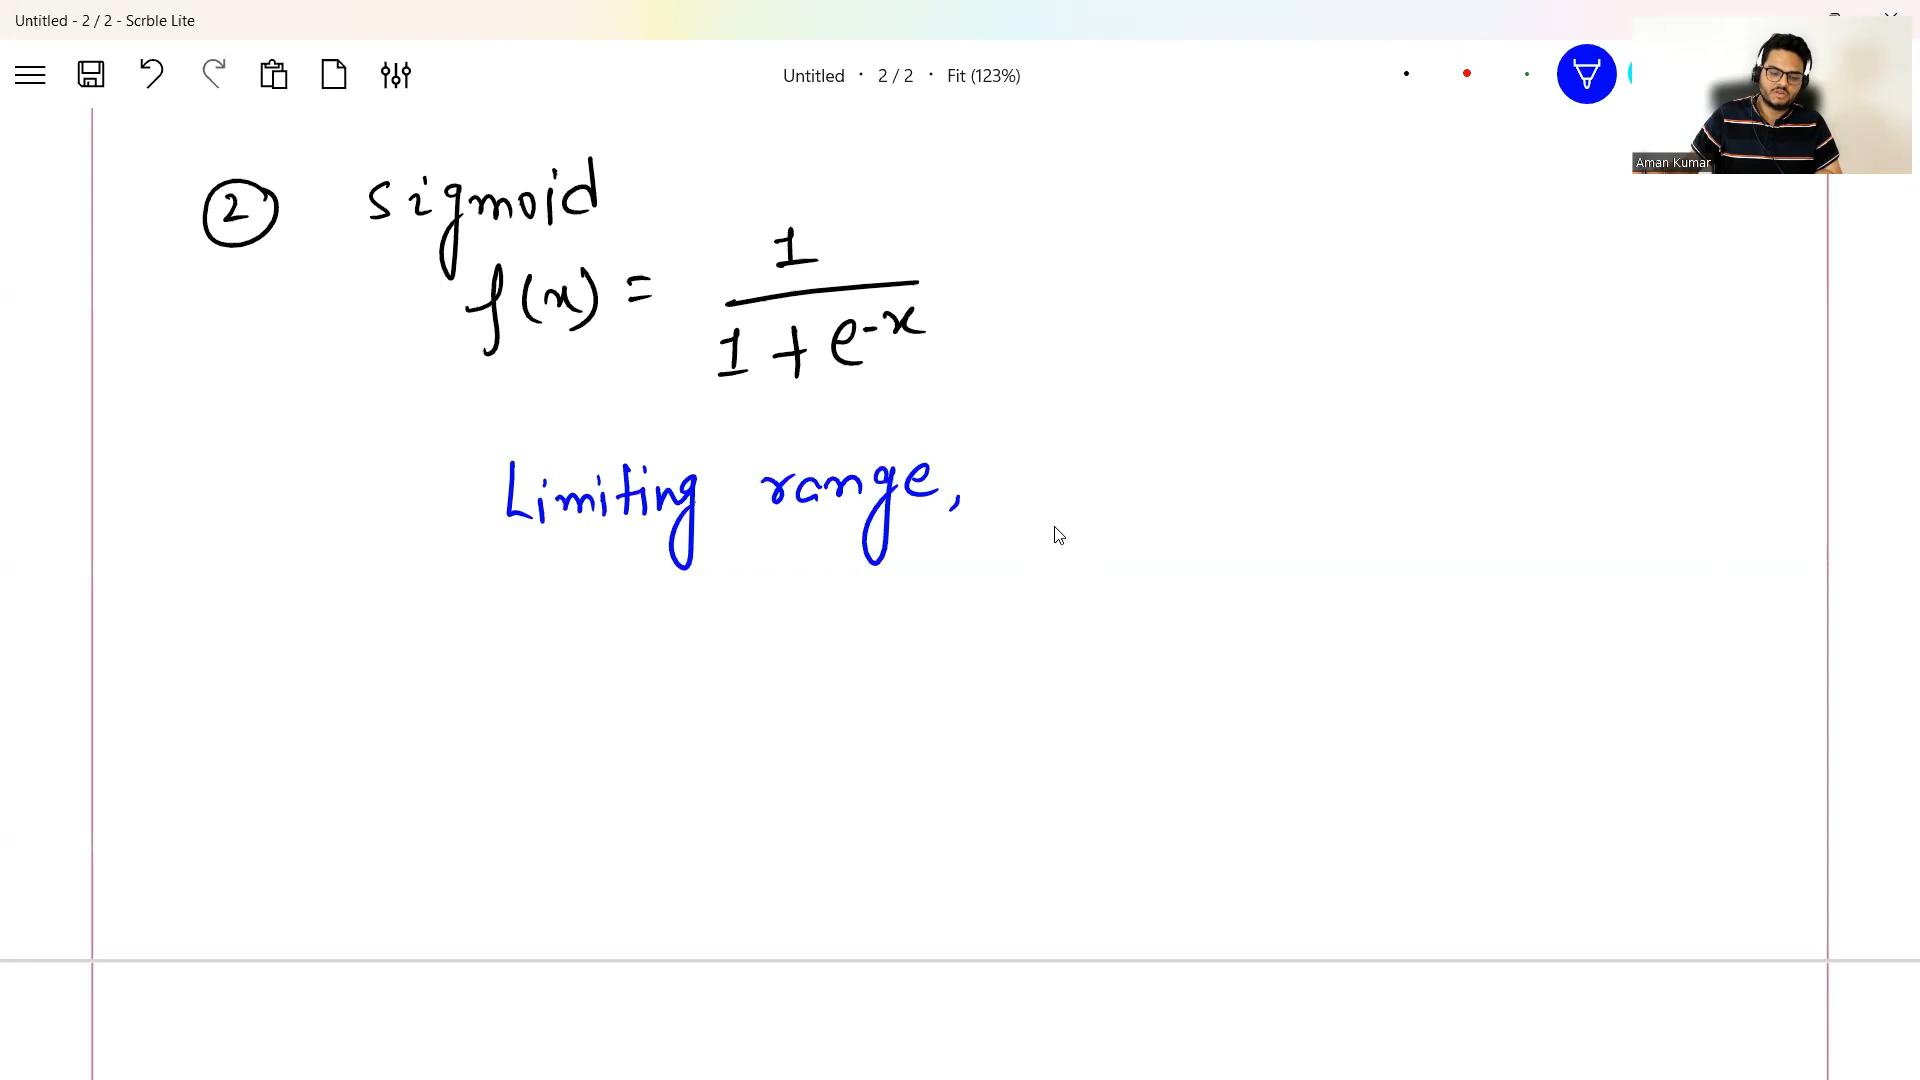 Untitled - 2 / 2 - Scrble Lite
Untitled • 2 / 2 • Fit (123%)
Aman Kumar
② sigmoid
f(x) = 1 / (1 + e^-x)
Limiting range,